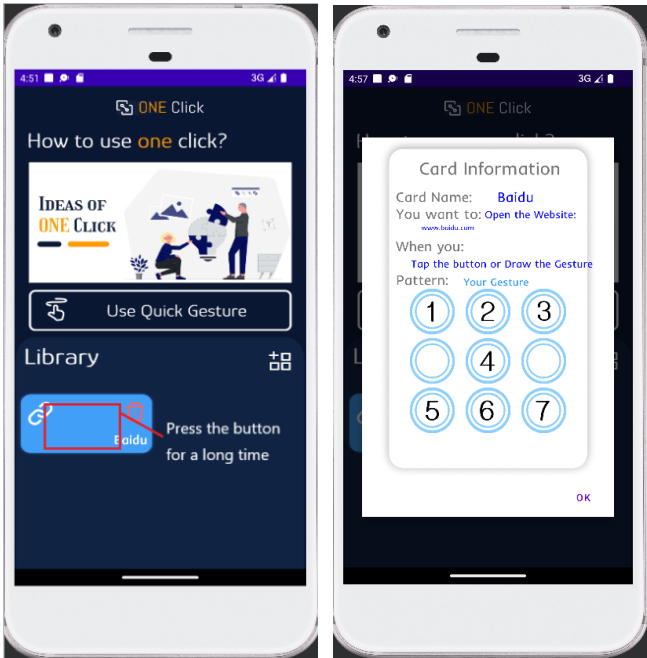 4:51
3G
ONE Click
How to use one click?
IDEAS OF
ONE CLICK
Use Quick Gesture
Library
Baidu
Press the button
for a long time
4:57
3G
ONE Click
Card Information
Card Name: Baidu
You want to: Open the Website:
www.baidu.com
When you:
Tap the button or Draw the Gesture
Pattern: Your Gesture
1 2 3
4
5 6 7
OK